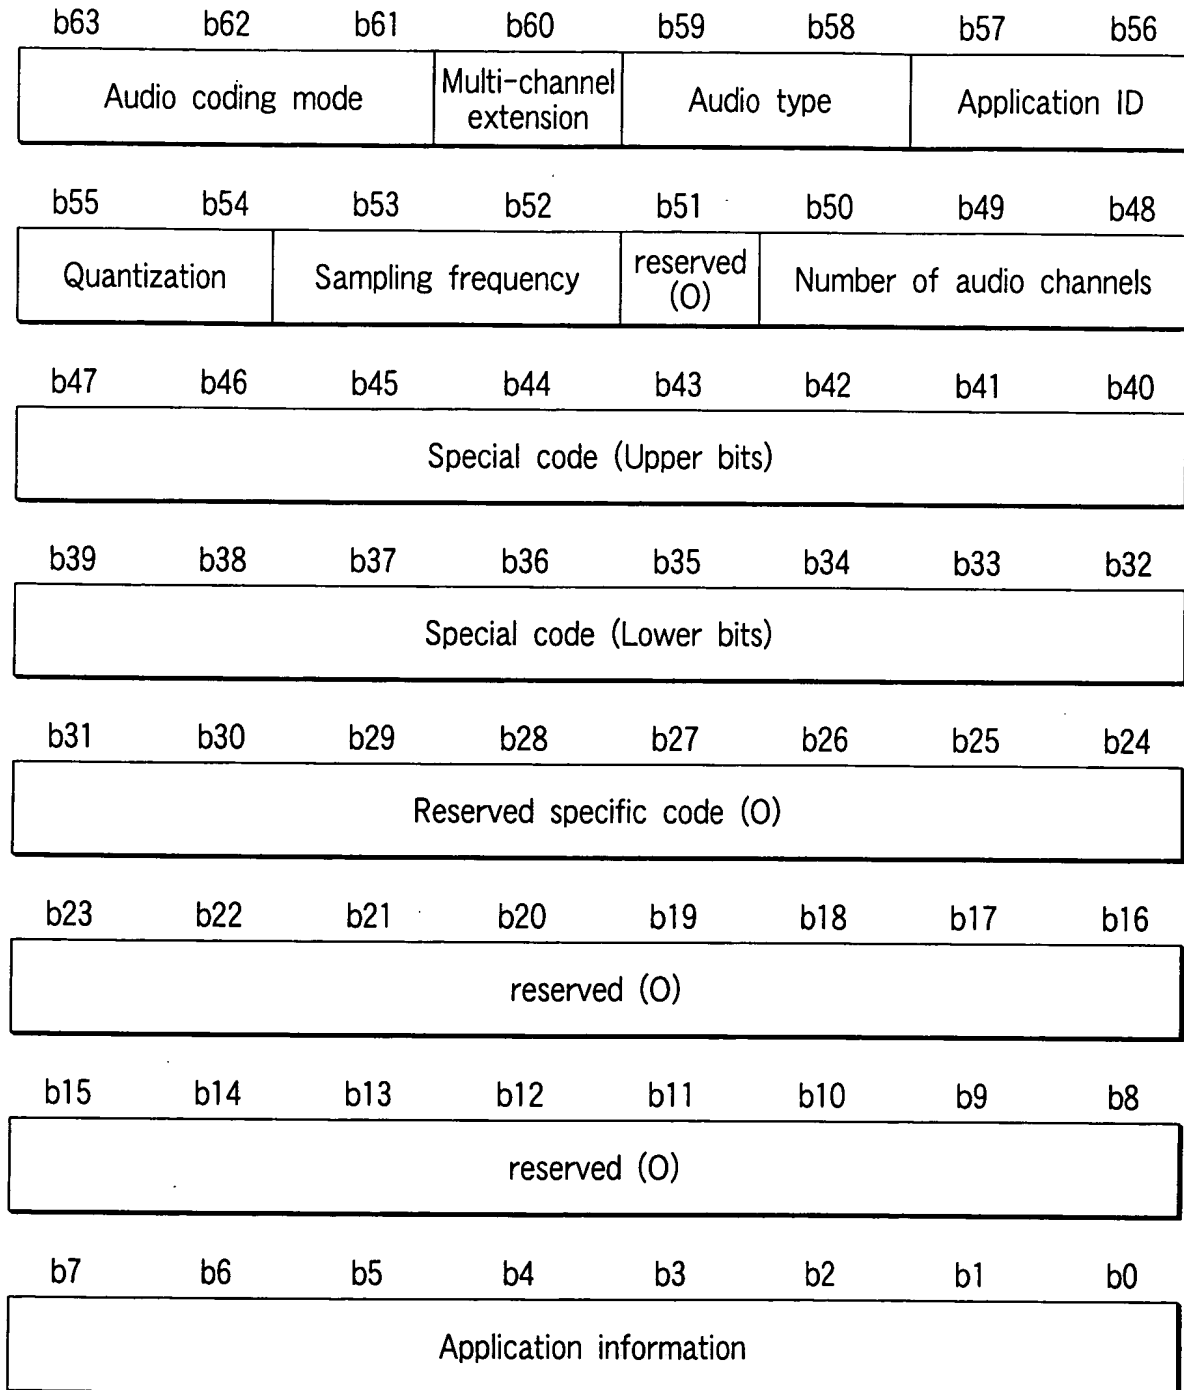 b63 b62 b61 b60 b59 b58 b57 b56
Audio coding mode Multi-channel extension Audio type Application ID
b55 b54 b53 b52 b51 b50 b49 b48
Quantization Sampling frequency reserved (O) Number of audio channels
b47 b46 b45 b44 b43 b42 b41 b40
Special code (Upper bits)
b39 b38 b37 b36 b35 b34 b33 b32
Special code (Lower bits)
b31 b30 b29 b28 b27 b26 b25 b24
Reserved specific code (O)
b23 b22 b21 b20 b19 b18 b17 b16
reserved (O)
b15 b14 b13 b12 b11 b10 b9 b8
reserved (O)
b7 b6 b5 b4 b3 b2 b1 b0
Application information